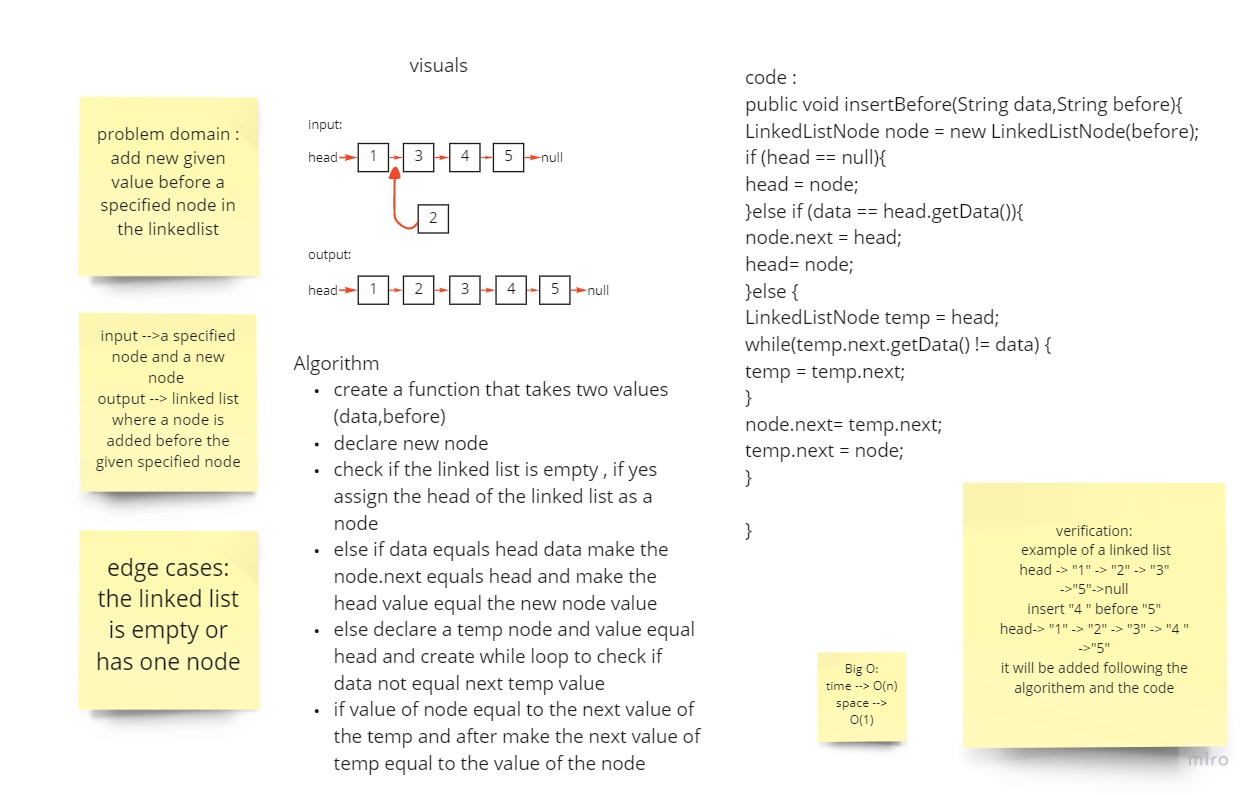 problem domain :
add new given
value before a
specified node in
the linkedlist
input -->a specified
node and a new
node
output --> linked list
where a node is
added before the
given specified node
edge cases:
the linked list
is empty or
has one node
visuals
input:
head 1 3 4 5 null
2
output:
head 1 2 3 4 5 null
Algorithm
• create a function that takes two values
(data,before)
• declare new node
• check if the linked list is empty , if yes
assign the head of the linked list as a
node
• else if data equals head data make the
node.next equals head and make the
head value equal the new node value
• else declare a temp node and value equal
head and create while loop to check if
data not equal next temp value
• if value of node equal to the next value of
the temp and after make the next value of
temp equal to the value of the node
code :
public void insertBefore(String data,String before){
LinkedListNode node = new LinkedListNode(before);
if (head == null){
head = node;
}else if (data == head.getData()){
node.next = head;
head= node;
}else {
LinkedListNode temp = head;
while(temp.next.getData() != data) {
temp = temp.next;
}
node.next= temp.next;
temp.next = node;
}
}
Big O:
time --> O(n)
space -->
O(1)
verification:
example of a linked list
head -> "1" -> "2" -> "3"
->"5"->null
insert "4 " before "5"
head-> "1" -> "2" -> "3" -> "4 "
->"5"
it will be added following the
algorithem and the code
miro